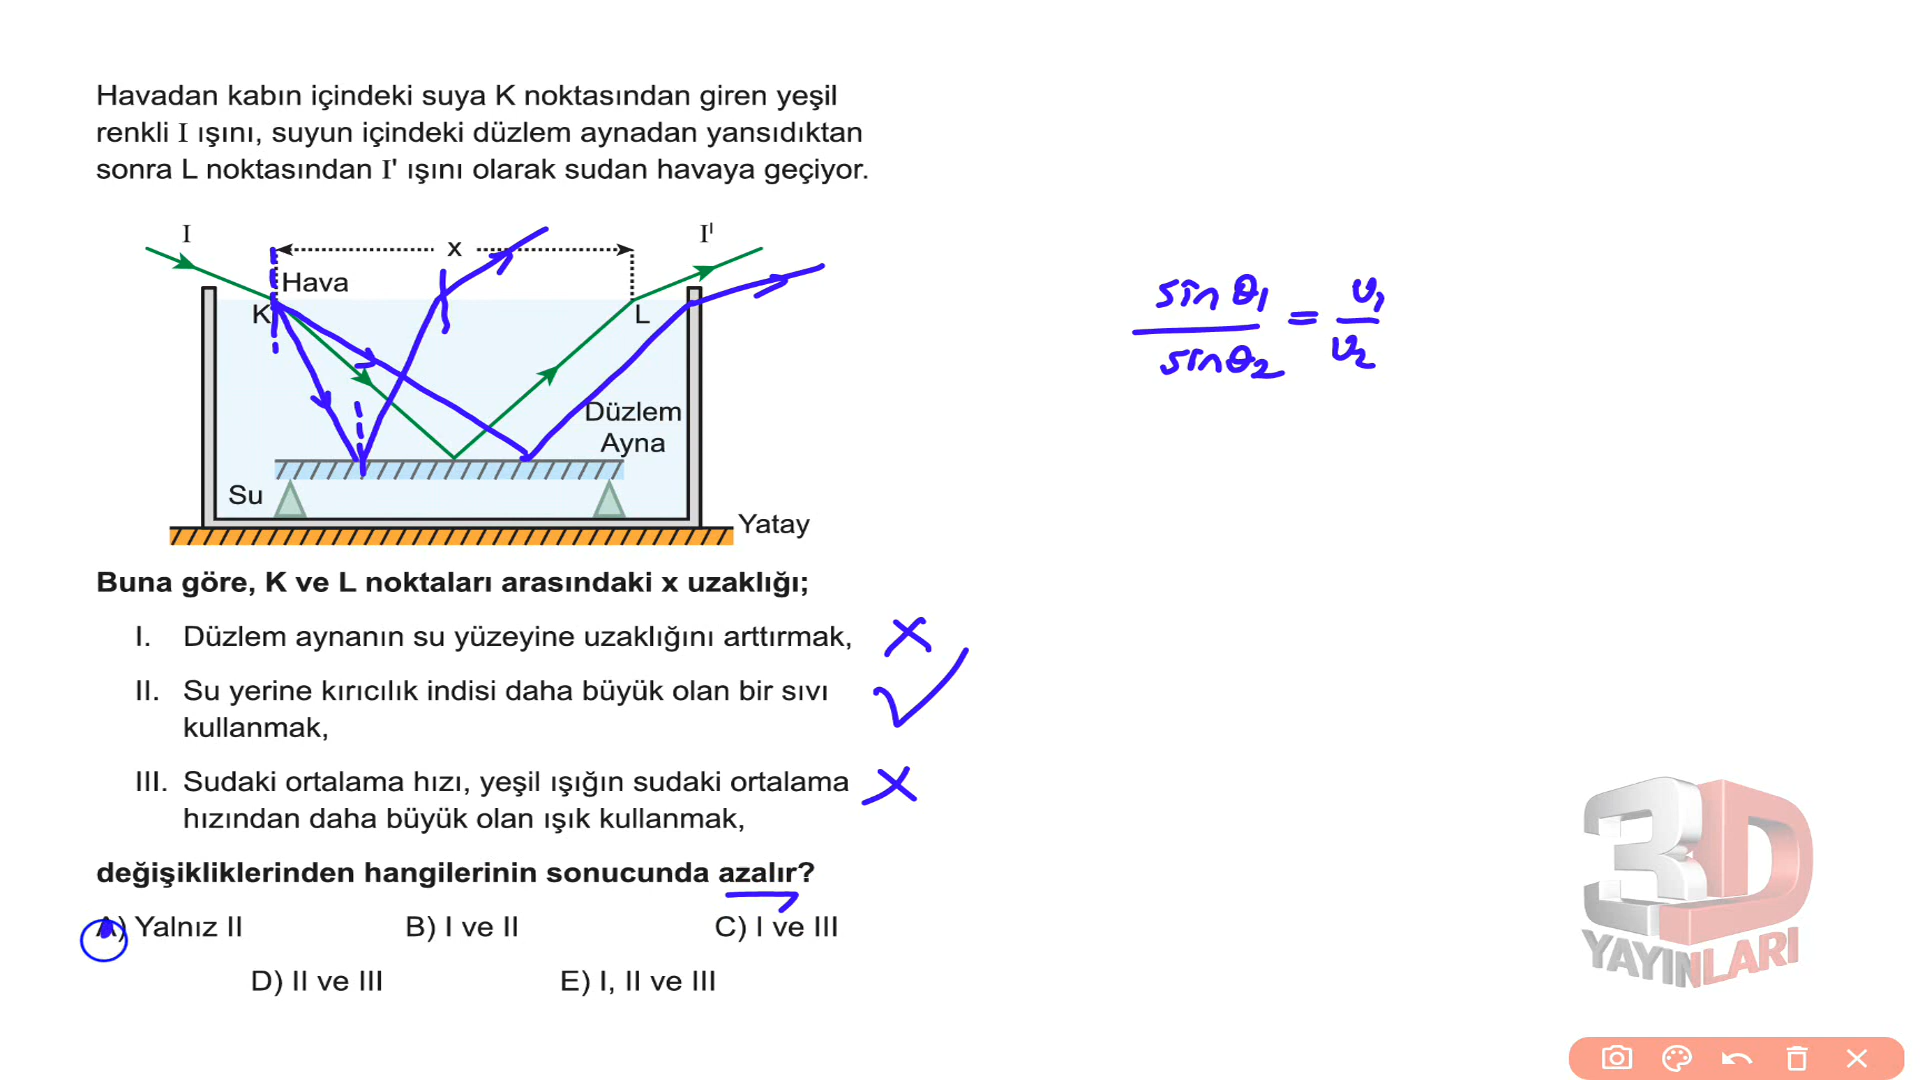 Havadan kabın içindeki suya K noktasından giren yeşil
renkli I ışını, suyun içindeki düzlem aynadan yansıdıktan
sonra L noktasından I' ışını olarak sudan havaya geçiyor.
I
x
I'
Hava
K
L
Düzlem
Ayna
Su
Yatay
sin θ1
sin θ2
=
v1
v2
Buna göre, K ve L noktaları arasındaki x uzaklığı;
I. Düzlem aynanın su yüzeyine uzaklığını arttırmak,
II. Su yerine kırıcılık indisi daha büyük olan bir sıvı
kullanmak,
III. Sudaki ortalama hızı, yeşil ışığın sudaki ortalama
hızından daha büyük olan ışık kullanmak,
değişikliklerinden hangilerinin sonucunda azalır?
A) Yalnız II B) I ve II C) I ve III
D) II ve III E) I, II ve III
3D
YAYINLARI